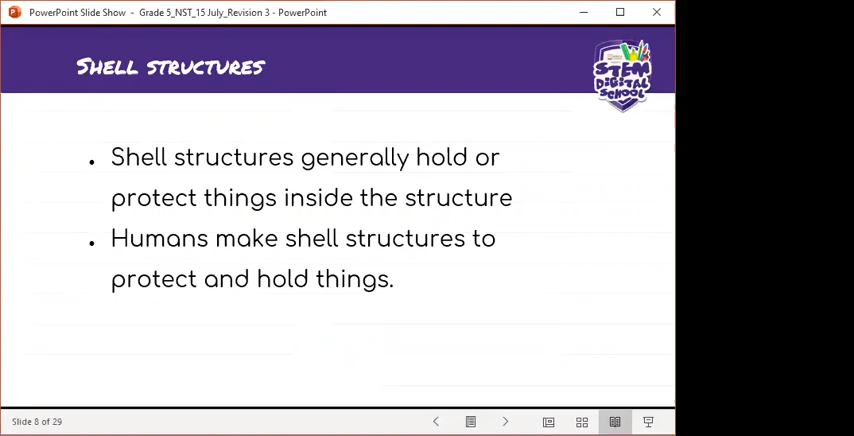 PowerPoint Slide Show - Grade 5_NST_15 July_Revision 3 - PowerPoint
SHELL STRUCTURES
STEM
DIGITAL
SCHOOL
• Shell structures generally hold or
protect things inside the structure
• Humans make shell structures to
protect and hold things.
Slide 8 of 29